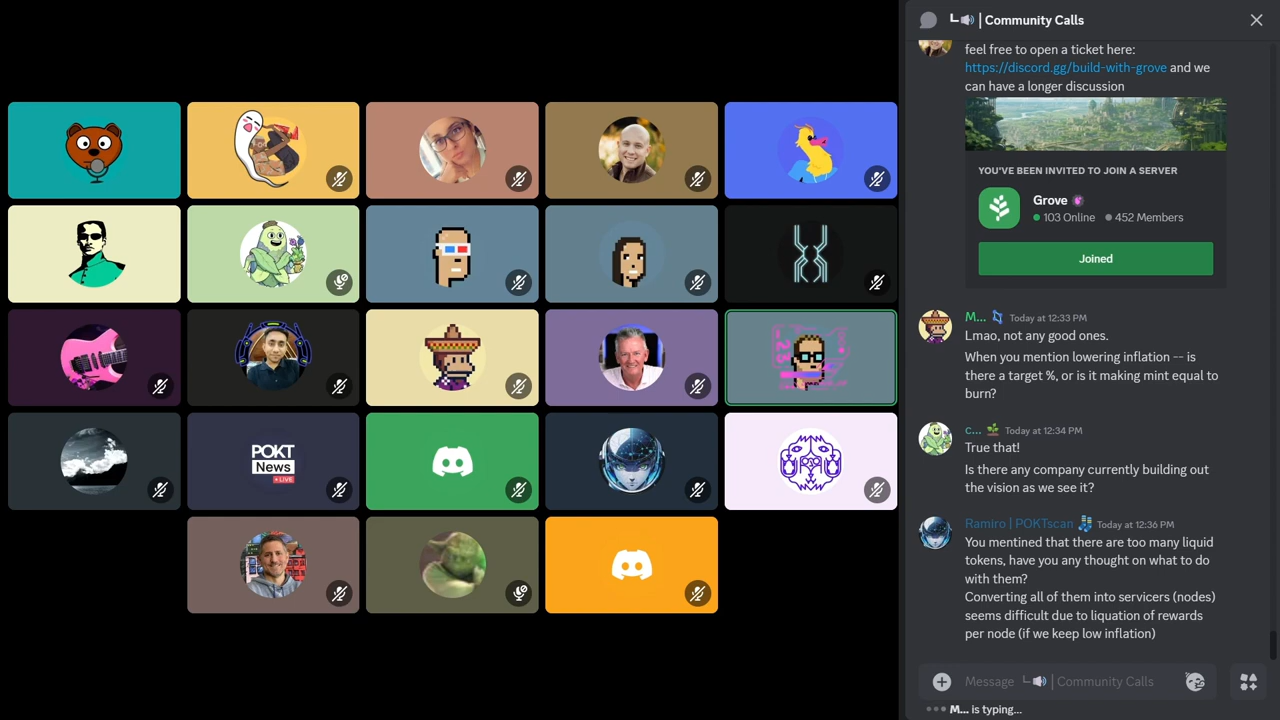 Community Calls
feel free to open a ticket here:
https://discord.gg/build-with-grove and we
can have a longer discussion
YOU'VE BEEN INVITED TO JOIN A SERVER
Grove
103 Online 452 Members
Joined
M... Today at 12:33 PM
Lmao, not any good ones.
When you mention lowering inflation -- is
there a target %, or is it making mint equal to
burn?
c... Today at 12:34 PM
True that!
Is there any company currently building out
the vision as we see it?
Ramiro | POKTscan Today at 12:36 PM
You mentined that there are too many liquid
tokens, have you any thought on what to do
with them?
Converting all of them into servicers (nodes)
seems difficult due to liquation of rewards
per node (if we keep low inflation)
Message Community Calls
M... is typing...
POKT
News
LIVE